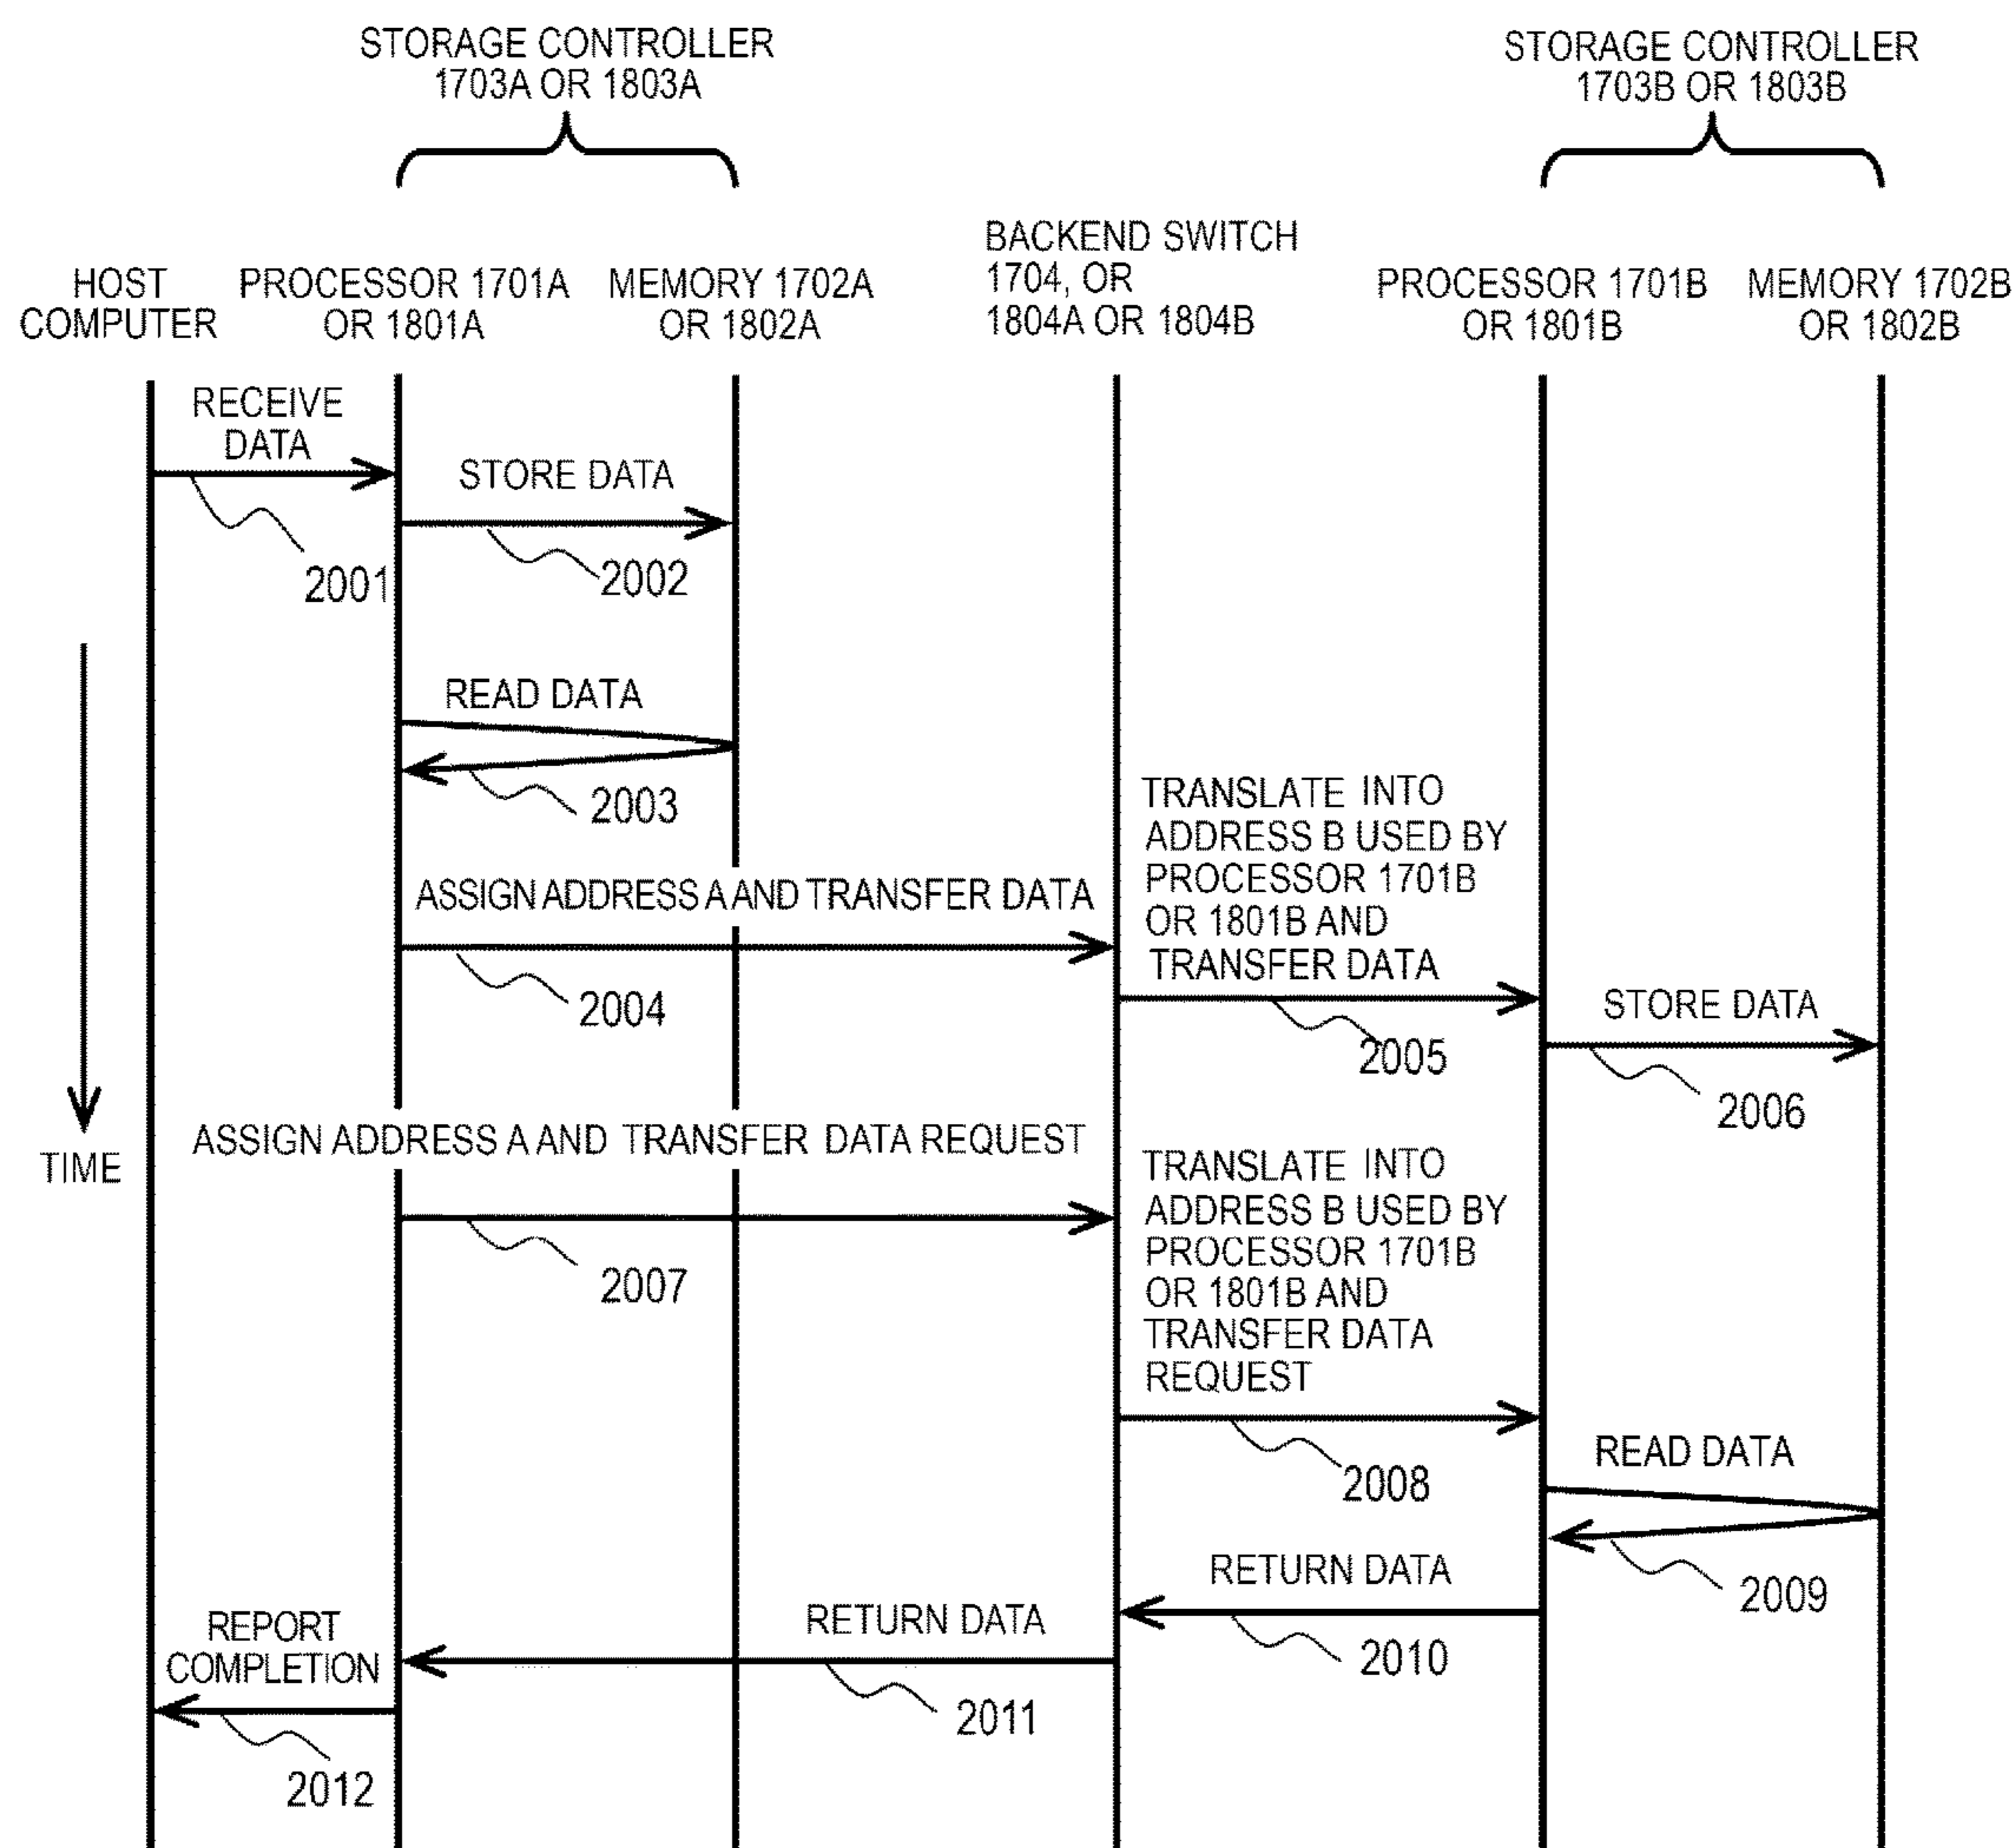 STORAGE CONTROLLER
1703A OR 1803A
STORAGE CONTROLLER
1703B OR 1803B
HOST
COMPUTER
PROCESSOR 1701A
OR 1801A
MEMORY 1702A
OR 1802A
BACKEND SWITCH
1704, OR
1804A OR 1804B
PROCESSOR 1701B
OR 1801B
MEMORY 1702B
OR 1802B
RECEIVE
DATA
2001
STORE DATA
2002
READ DATA
2003
ASSIGN ADDRESS A AND TRANSFER DATA
2004
TRANSLATE INTO
ADDRESS B USED BY
PROCESSOR 1701B
OR 1801B AND
TRANSFER DATA
2005
STORE DATA
2006
TIME
ASSIGN ADDRESS A AND TRANSFER DATA REQUEST
2007
TRANSLATE INTO
ADDRESS B USED BY
PROCESSOR 1701B
OR 1801B AND
TRANSFER DATA
REQUEST
2008
READ DATA
2009
RETURN DATA
2010
RETURN DATA
2011
REPORT
COMPLETION
2012